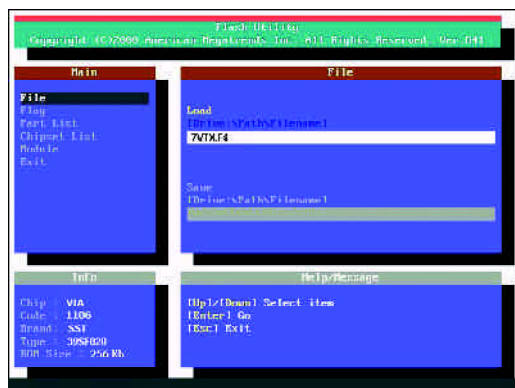 Flash Utility
Copyright (C)2000 American Megatrends Inc. All Rights Reserved. Ver.041
Main
File
Flag
Part List
Chipset List
Module
Exit
File
Load
[Drive:\Path\Filename]
7VTX.F4
Save
[Drive:\Path\Filename]
Info
Chip : VIA
Code : 1106
Brand: SST
Type : 39SF020
ROM Size : 256 Kb
Help/Message
[Up]/[Down] Select item
[Enter] Go
[Esc] Exit